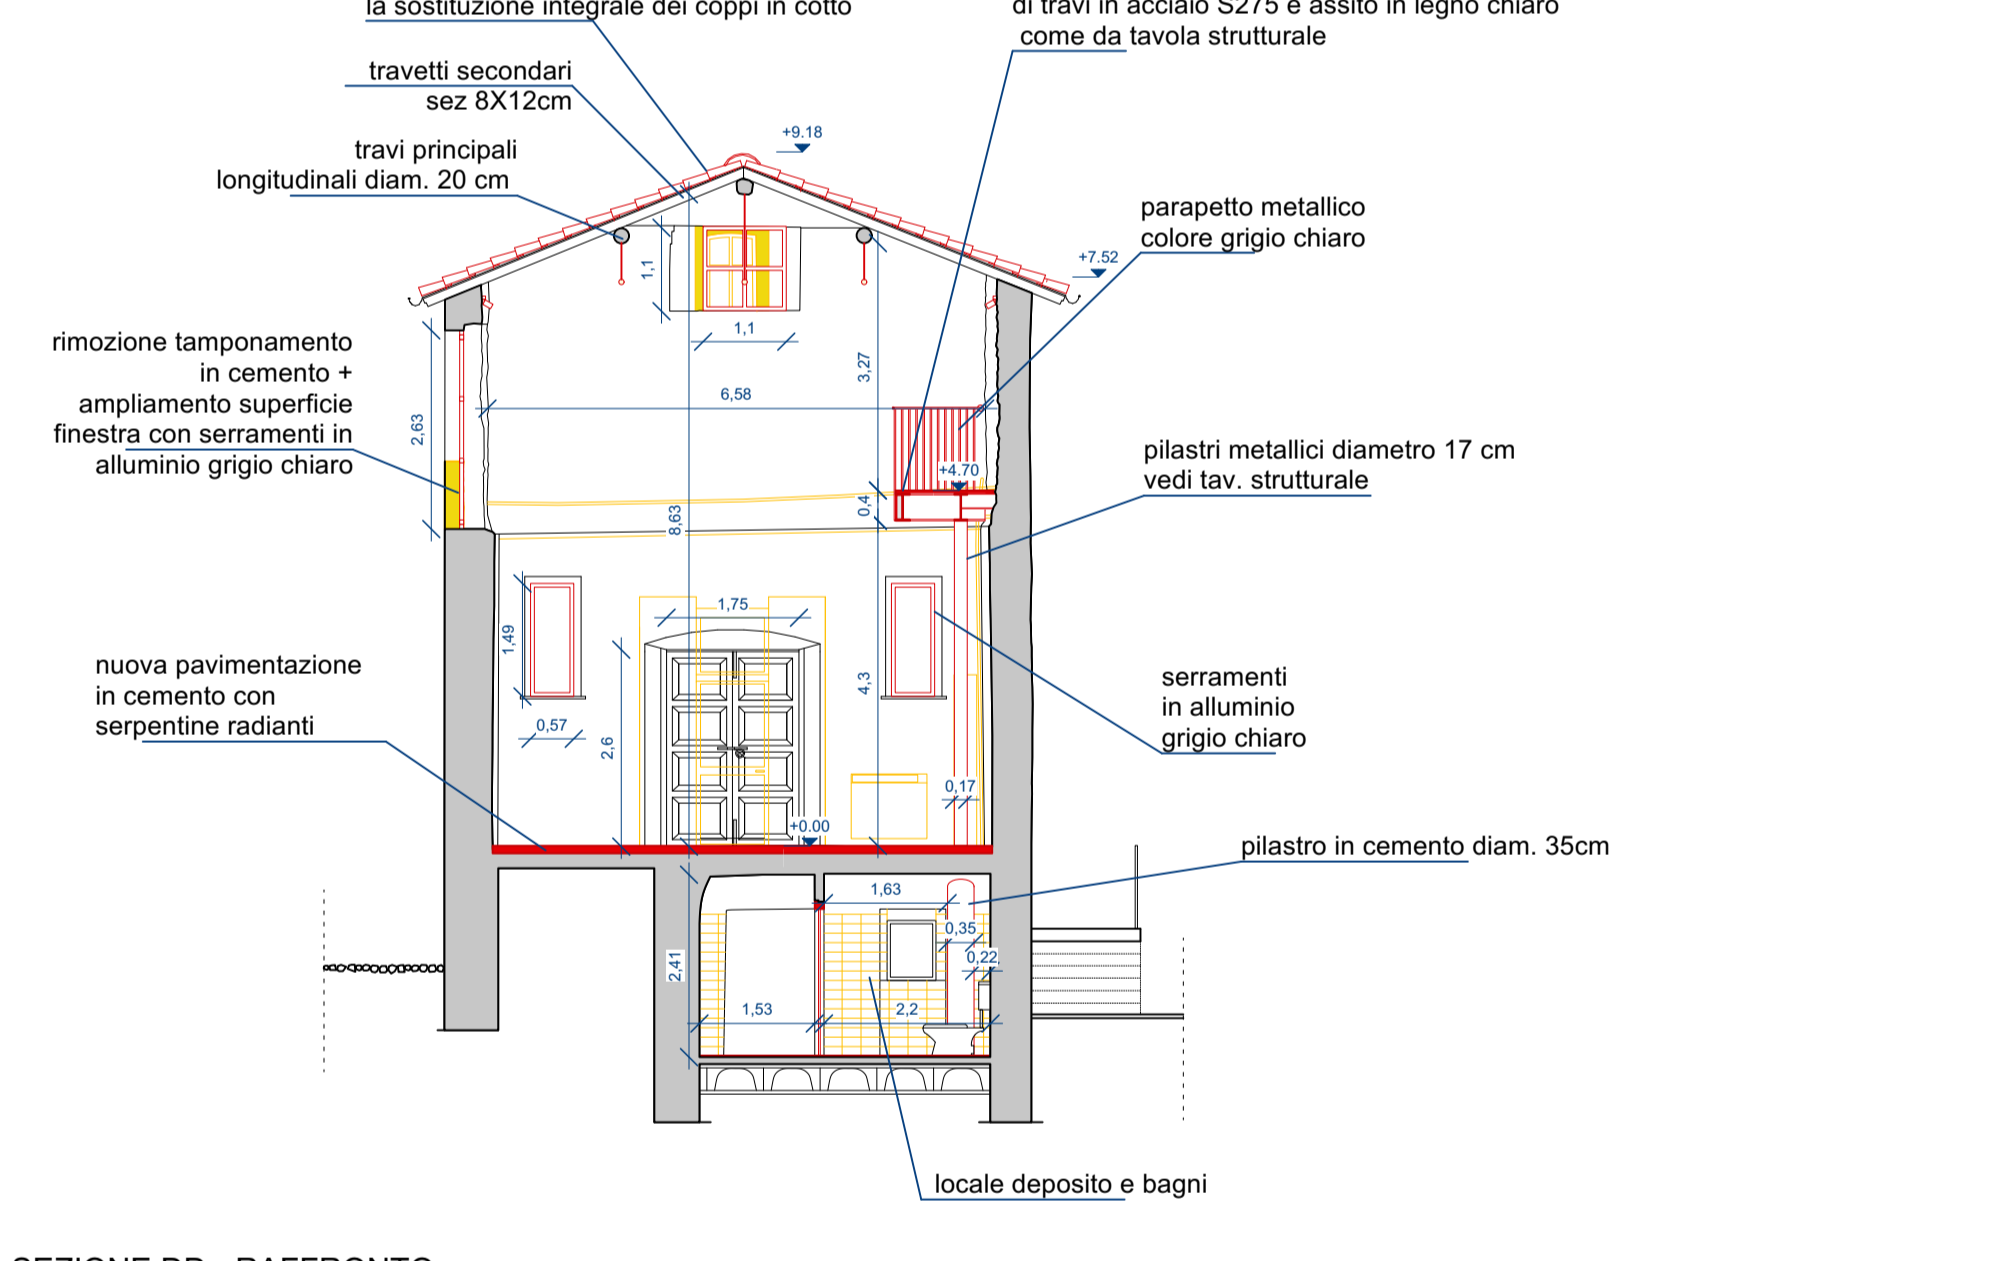 la sostituzione integrale dei coppi in cotto
di travi in acciaio S275 e assito in legno chiaro
come da tavola strutturale
travetti secondari
sez 8X12cm
+9.18
travi principali
longitudinali diam. 20 cm
parapetto metallico
colore grigio chiaro
+7.52
1,1
1,1
rimozione tamponamento
in cemento +
ampliamento superficie
finestra con serramenti in
alluminio grigio chiaro
3,27
6,58
2,63
pilastri metallici diametro 17 cm
vedi tav. strutturale
+4.70
0,4
8,63
1,75
1,49
nuova pavimentazione
in cemento con
serpentine radianti
4,3
serramenti
in alluminio
grigio chiaro
0,57
2,6
0,17
+0.00
pilastro in cemento diam. 35cm
1,63
0,35
0,22
2,41
1,53
2,2
locale deposito e bagni
SEZIONE DD - RAFFRONTO